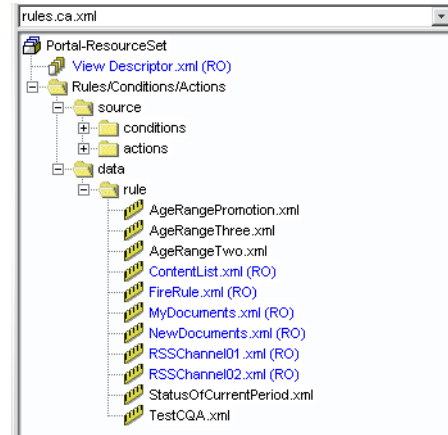 rules.ca.xml
Portal-ResourceSet
View Descriptor.xml (RO)
Rules/Conditions/Actions
source
conditions
actions
data
rule
AgeRangePromotion.xml
AgeRangeThree.xml
AgeRangeTwo.xml
ContentList.xml (RO)
FireRule.xml (RO)
MyDocuments.xml (RO)
NewDocuments.xml (RO)
RSSChannel01.xml (RO)
RSSChannel02.xml (RO)
StatusOfCurrentPeriod.xml
TestCQA.xml